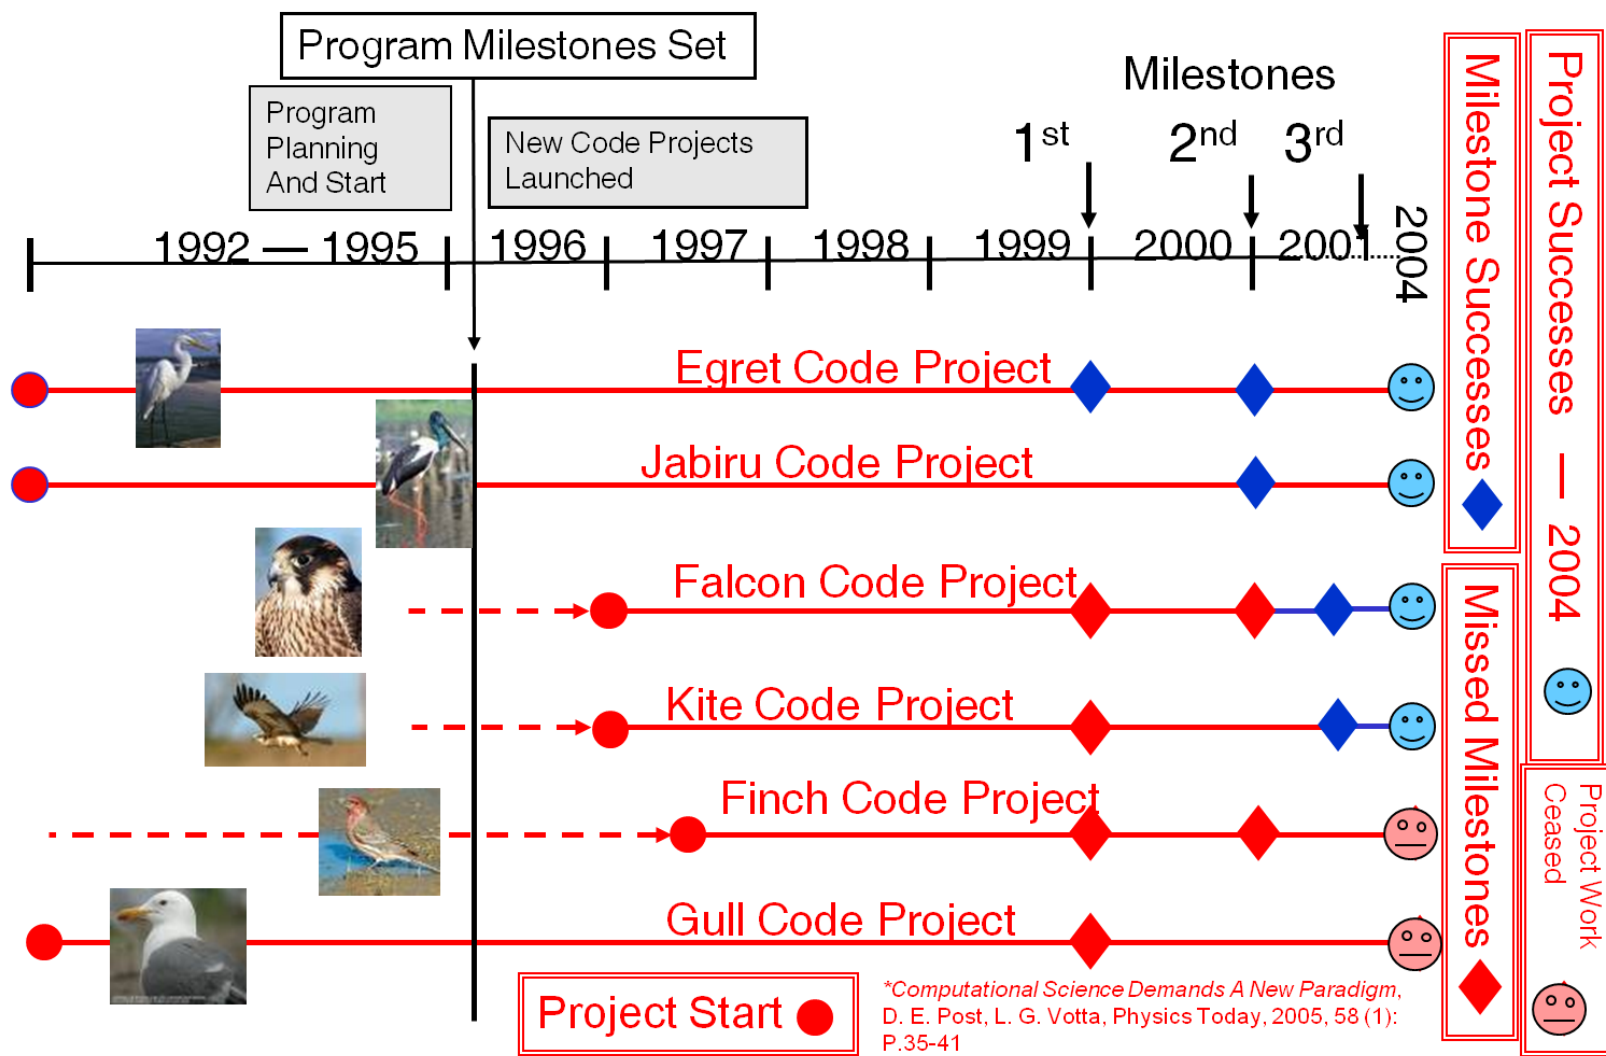 Program Milestones Set
Program
Planning
And Start
New Code Projects
Launched
Milestones
1st
2nd
3rd
1992 — 1995
1996
1997
1998
1999
2000
2001
2004
Egret Code Project
Jabiru Code Project
Falcon Code Project
Kite Code Project
Finch Code Project
Gull Code Project
Project Start
*Computational Science Demands A New Paradigm,
D. E. Post, L. G. Votta, Physics Today, 2005, 58 (1):
P.35-41
Milestone Successes
Missed Milestones
Project Successes — 2004
Project Work
Ceased